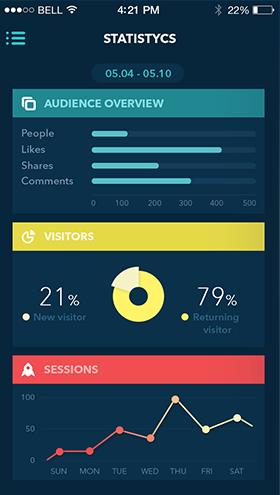 BELL 4:21 PM 22%
STATISTYCS
05.04 - 05.10
AUDIENCE OVERVIEW
People
Likes
Shares
Comments
0 100 200 300 400 500
VISITORS
21% 79%
New visitor Returning
visitor
SESSIONS
100
50
0
SUN MON TUE WED THU FRI SAT